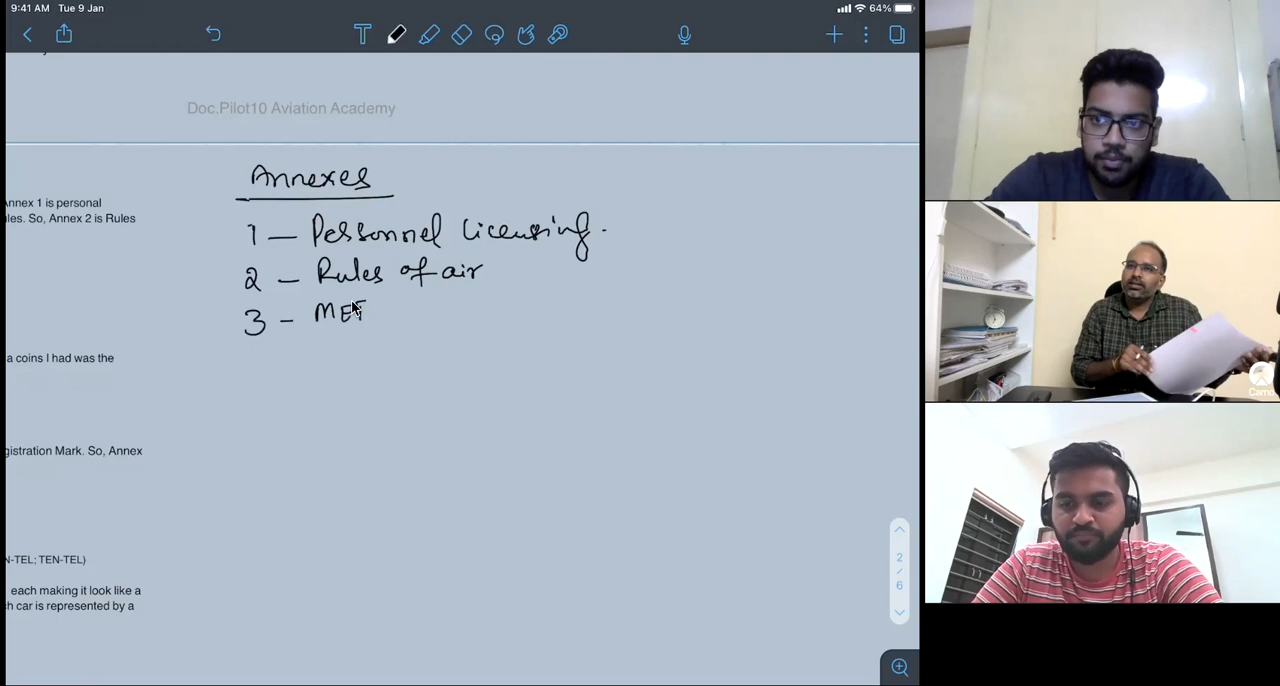 9:41 AM Tue 9 Jan
64%
T
Doc.Pilot10 Aviation Academy
Annexes
Annex 1 is personal
les. So, Annex 2 is Rules
1 — Personnel licensing.
2 – Rules of air
3 – MET
a coins I had was the
gistration Mark. So, Annex
N-TEL; TEN-TEL)
each making it look like a
h car is represented by a
2
/
6
Camo